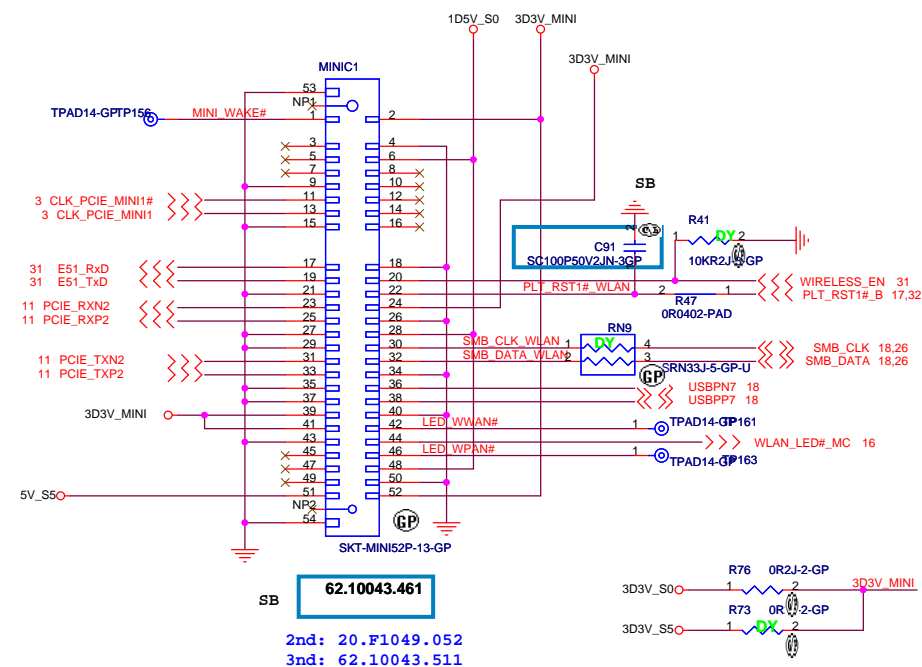 1D5V_S0 3D3V_MINI
3D3V_MINI
MINIC1
53
NP1
TPAD14-GP TP156 MINI_WAKE# 1 2
3 4
5 6
7 8
9 10
3 CLK_PCIE_MINI1# 11 12
3 CLK_PCIE_MINI1 13 14
15 16
SB
2
C91
SC100P50V2JN-3GP
1
R41
1 DY 2
10KR2J-3-GP
31 E51_RxD 17 18
31 E51_TxD 19 20 WIRELESS_EN 31
21 22 PLT_RST1#_WLAN 2 1 PLT_RST1#_B 17,32
R47
0R0402-PAD
11 PCIE_RXN2 23 24
11 PCIE_RXP2 25 26
27 28
RN9
29 30 SMB_CLK_WLAN 1 DY 4 SMB_CLK 18,26
11 PCIE_TXN2 31 32 SMB_DATA_WLAN 2 3 SMB_DATA 18,26
SRN33J-5-GP-U
GP
11 PCIE_TXP2 33 34
35 36 USBPN7 18
37 38 USBPP7 18
3D3V_MINI 39 40
41 42 LED_WWAN# 1 TPAD14-GP TP161
43 44 WLAN_LED#_MC 16
45 46 LED_WPAN# 1 TPAD14-GP TP163
47 48
49 50
5V_S5 51 52
NP2
54
GP
SKT-MINI52P-13-GP
SB 62.10043.461
2nd: 20.F1049.052
3nd: 62.10043.511
R76 0R2J-2-GP
3D3V_S0 1 2 3D3V_MINI
R73 0R2J-2-GP
3D3V_S5 1 DY 2